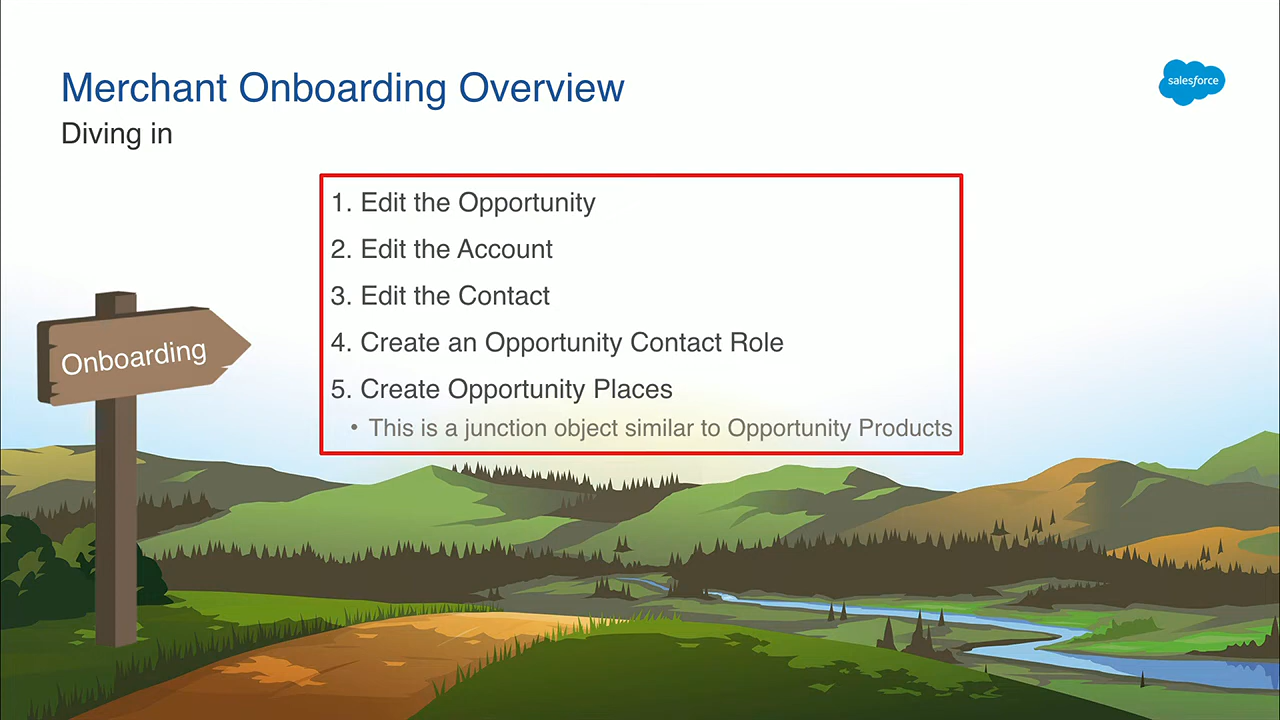 Merchant Onboarding Overview
salesforce
Diving in
1. Edit the Opportunity
2. Edit the Account
3. Edit the Contact
4. Create an Opportunity Contact Role
5. Create Opportunity Places
• This is a junction object similar to Opportunity Products
Onboarding